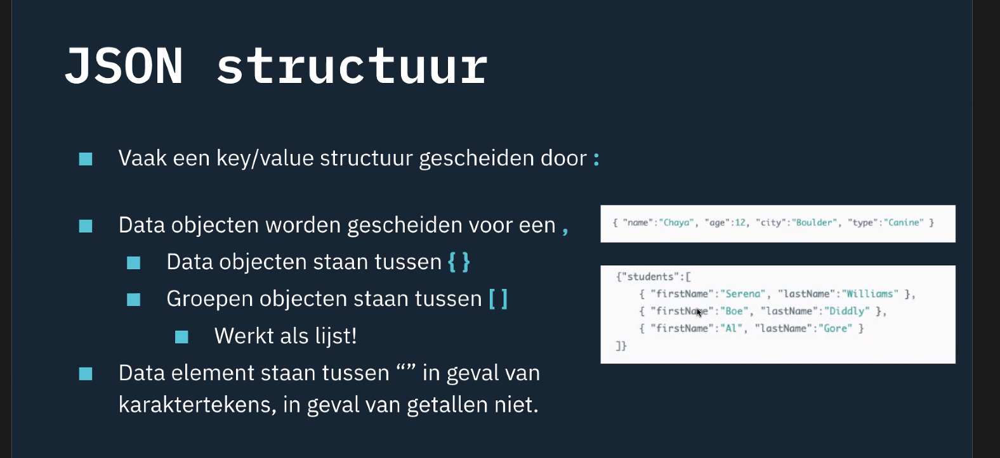 JSON structuur
Vaak een key/value structuur gescheiden door :
Data objecten worden gescheiden voor een ,
Data objecten staan tussen { }
Groepen objecten staan tussen [ ]
Werkt als lijst!
Data element staan tussen “” in geval van
karaktertekens, in geval van getallen niet.
{ "name":"Chaya", "age":12, "city":"Boulder", "type":"Canine" }
{"students":[
{ "firstName":"Serena", "lastName":"Williams" },
{ "firstName":"Boe", "lastName":"Diddly" },
{ "firstName":"Al", "lastName":"Gore" }
]}